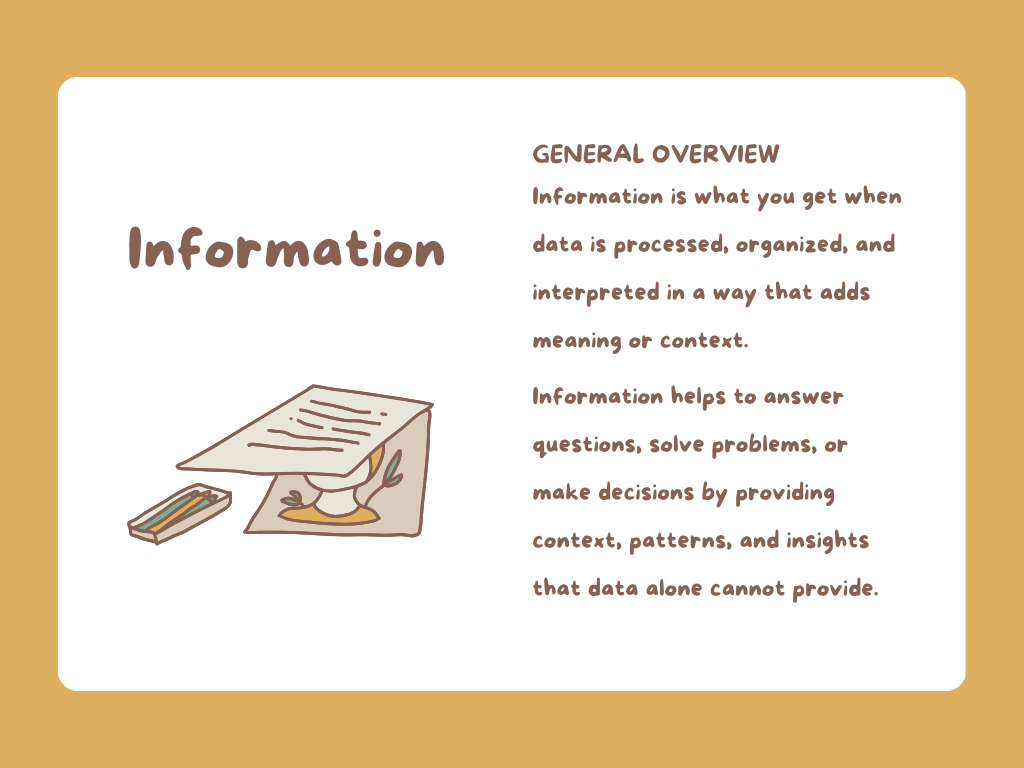 Information
GENERAL OVERVIEW
Information is what you get when
data is processed, organized, and
interpreted in a way that adds
meaning or context.
Information helps to answer
questions, solve problems, or
make decisions by providing
context, patterns, and insights
that data alone cannot provide.